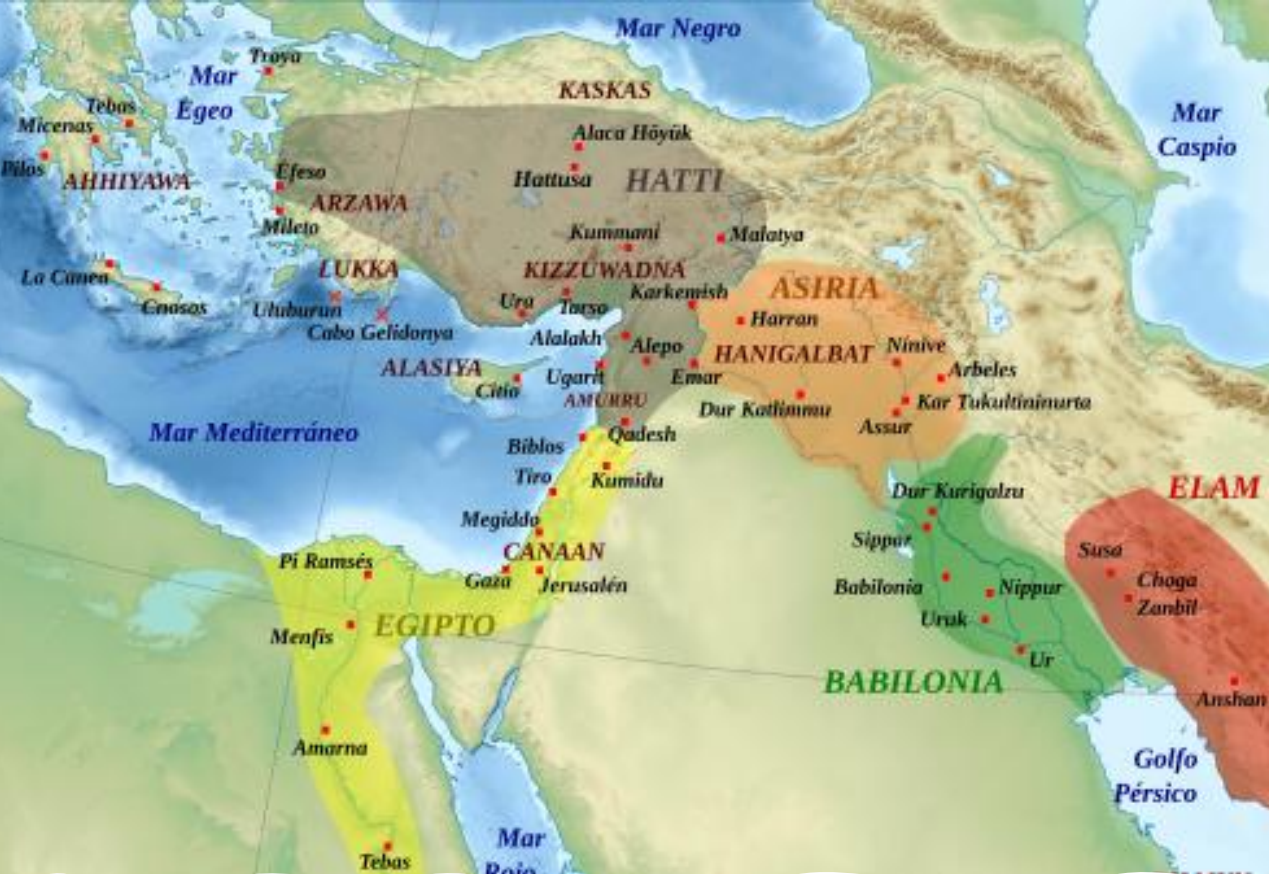 Mar Negro
Troya
Mar
Egeo
Mar
Caspio
KASKAS
Tebas
Micenas
Alaca Höyük
Pilos
AHHIYAWA
Efeso
Hattusa
HATTI
ARZAWA
Mileto
Kummani
Malatya
La Canea
LUKKA
KIZZUWADNA
ASIRIA
Cnosos
Uluburun
Ura
Tarso
Karkemish
Harran
Cabo Gelidonya
Alalakh
Alepo
HANIGALBAT
Nínive
ALASIYA
Citio
Ugarit
Emar
Arbeles
AMURRU
Dur Katlimmu
Kar Tukultininurta
Assur
Mar Mediterráneo
Biblos
Qadesh
Tiro
Kumidu
Dur Kurigalzu
ELAM
Megiddo
Sippar
CANAAN
Susa
Pi Ramsés
Gaza
Jerusalén
Babilonia
Nippur
Choga
Zanbil
Menfis
EGIPTO
Uruk
Ur
BABILONIA
Anshan
Amarna
Golfo
Pérsico
Mar
Rojo
Tebas